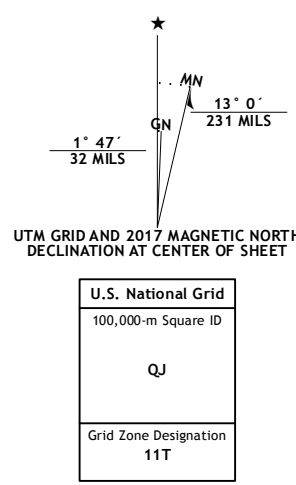 ★
MN
GN
13° 0´
231 MILS
1° 47´
32 MILS
UTM GRID AND 2017 MAGNETIC NORTH
DECLINATION AT CENTER OF SHEET
U.S. National Grid
100,000-m Square ID
QJ
Grid Zone Designation
11T